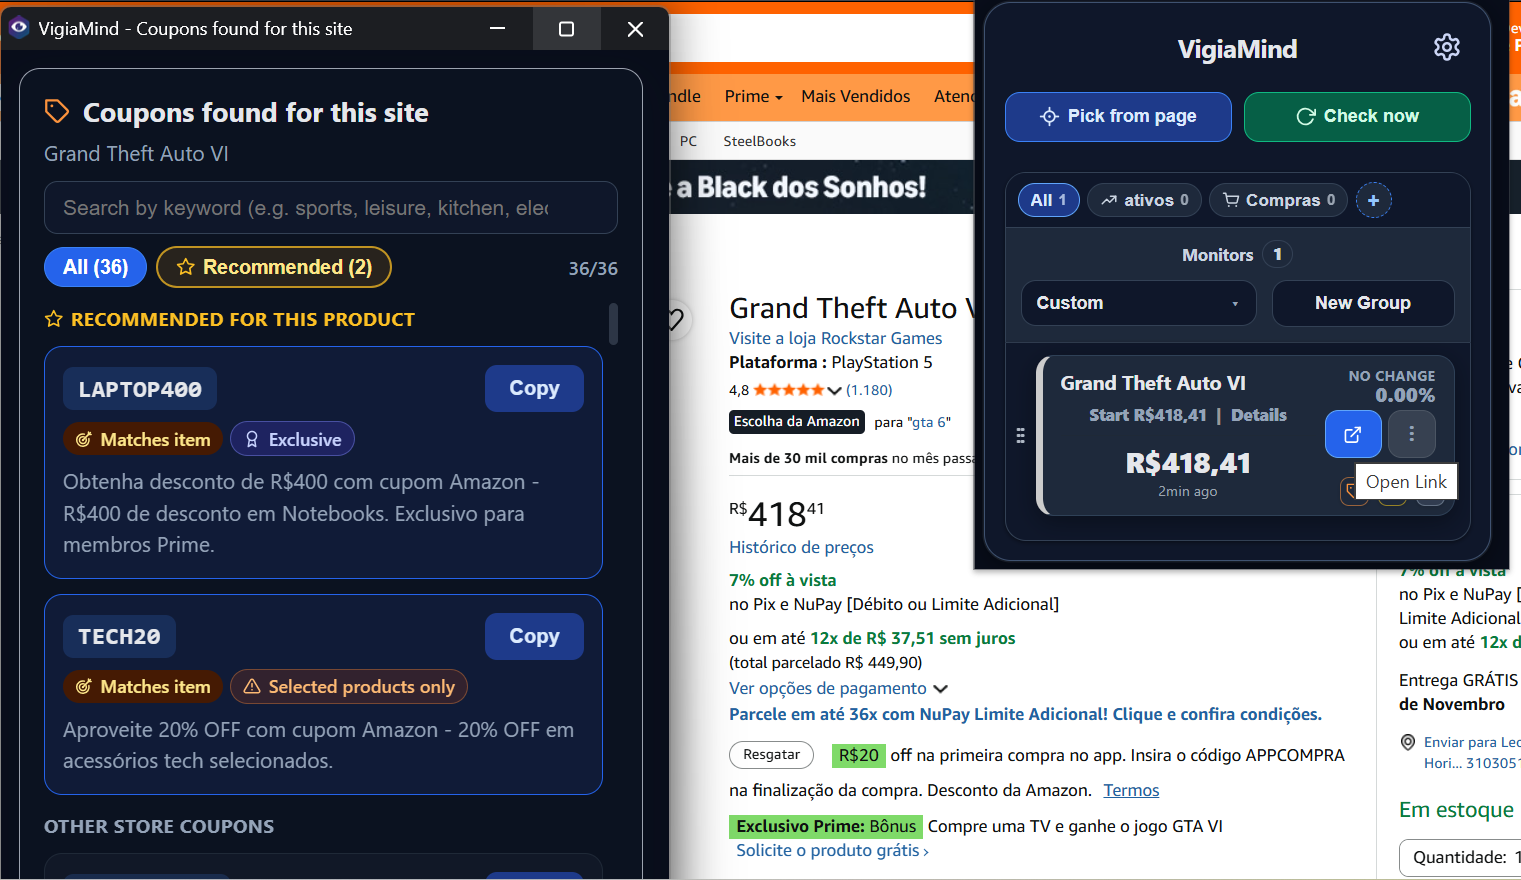 VigiaMind - Coupons found for this site
Coupons found for this site
Grand Theft Auto VI
Search by keyword (e.g. sports, leisure, kitchen, elec
All (36)
Recommended (2)
36/36
RECOMMENDED FOR THIS PRODUCT
LAPTOP400
Copy
Matches item
Exclusive
Obtenha desconto de R$400 com cupom Amazon -
R$400 de desconto em Notebooks. Exclusivo para
membros Prime.
TECH20
Copy
Matches item
Selected products only
Aproveite 20% OFF com cupom Amazon - 20% OFF em
acessórios tech selecionados.
OTHER STORE COUPONS
Prime
Mais Vendidos
PC
SteelBooks
a Black dos Sonhos!
Grand Theft Auto
Visite a loja Rockstar Games
Plataforma : PlayStation 5
4,8
(1.180)
Escolha da Amazon
para "gta 6"
Mais de 30 mil compras no mês
R$418 41
Histórico de preços
7% off à vista
no Pix e NuPay [Débito ou Limite Adicional]
ou em até 12x de R$ 37,51 sem juros
(total parcelado R$ 449,90)
Ver opções de pagamento
Parcele em até 36x com NuPay Limite Adicional! Clique e confira condições.
Resgatar
R$20 off na primeira compra no app. Insira o código APPCOMPRA
na finalização da compra. Desconto da Amazon. Termos
Exclusivo Prime: Bônus Compre uma TV e ganhe o jogo GTA VI
Solicite o produto grátis ›
VigiaMind
Pick from page
Check now
All 1
ativos 0
Compras 0
+
Monitors 1
Custom
New Group
Grand Theft Auto VI
NO CHANGE
0.00%
Start R$418,41 | Details
R$418,41
2min ago
Open Link
7% off à vista
no Pix e NuPay [
Limite Adicional]
ou em até 12x d
Entrega GRÁTIS
de Novembro
Enviar para Leo
Hori... 3103051
Em estoque
Quantidade: 1